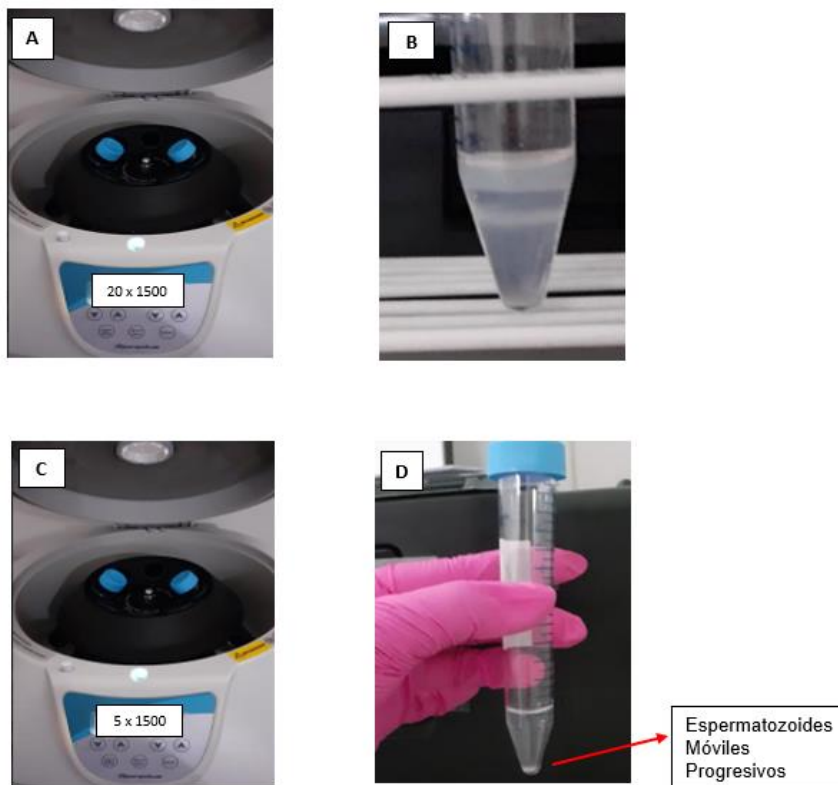 A
B
20 x 1500
C
D
5 x 1500
Espermatozoides
Móviles
Progresivos